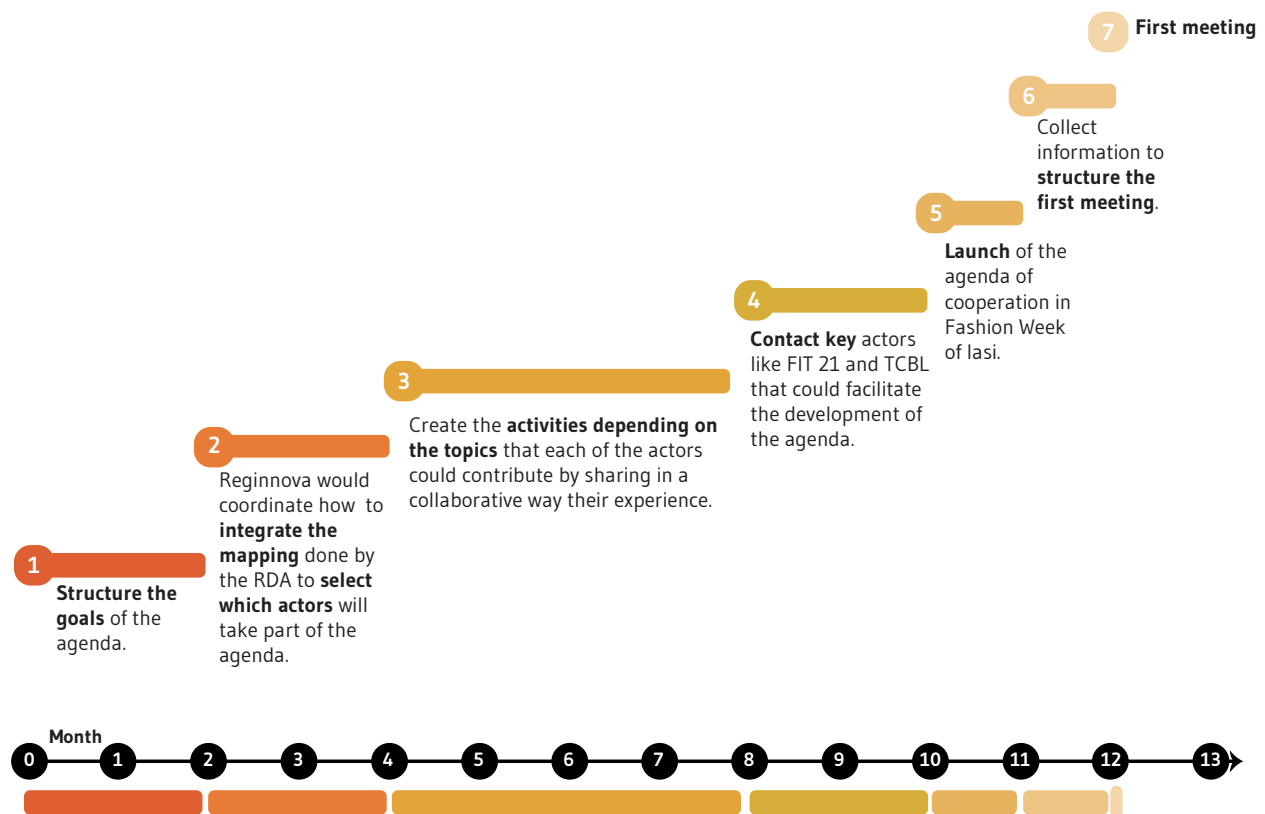 7 First meeting
6
Collect
information to
structure the
first meeting.
5
Launch of the
agenda of
cooperation in
Fashion Week
of Iasi.
4
Contact key actors
like FIT 21 and TCBL
that could facilitate
the development of
the agenda.
3
Create the activities depending on
the topics that each of the actors
could contribute by sharing in a
collaborative way their experience.
2
Reginnova would
coordinate how to
integrate the
mapping done by
the RDA to select
which actors will
take part of the
agenda.
1
Structure the
goals of the
agenda.
Month
0 1 2 3 4 5 6 7 8 9 10 11 12 13